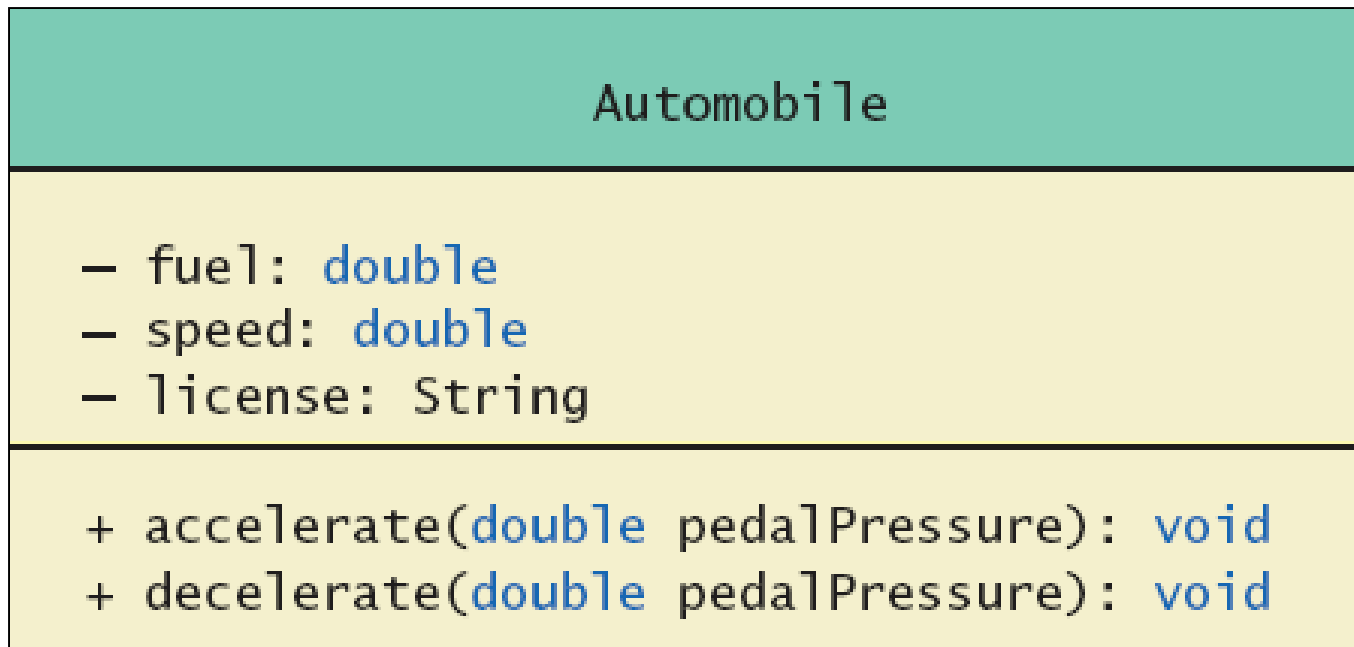 Automobile
– fuel: double
– speed: double
– license: String
+ accelerate(double pedalPressure): void
+ decelerate(double pedalPressure): void